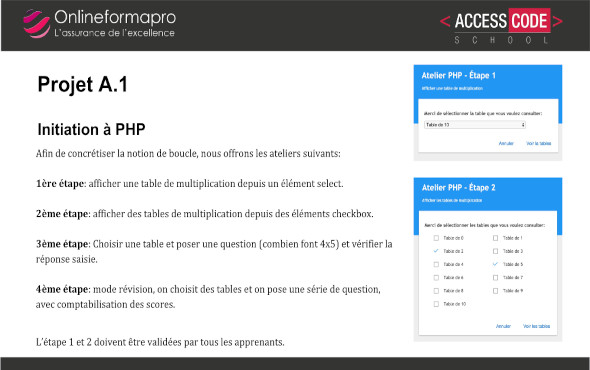 Onlineformapro
L'assurance de l'excellence
< ACCESS CODE >
SCHOOL
Projet A.1
Initiation à PHP
Afin de concrétiser la notion de boucle, nous offrons les ateliers suivants:
1ère étape: afficher une table de multiplication depuis un élément select.
2ème étape: afficher des tables de multiplication depuis des éléments checkbox.
3ème étape: Choisir une table et poser une question (combien font 4x5) et vérifier la
réponse saisie.
4ème étape: mode révision, on choisit des tables et on pose une série de question,
avec comptabilisation des scores.
L'étape 1 et 2 doivent être validées par tous les apprenants.
Atelier PHP - Étape 1
Afficher une table de multiplication
Merci de sélectionner la table que vous voulez consulter:
Table de 10
Annuler Voir la tables
Atelier PHP - Étape 2
Afficher les tables de multiplication
Merci de sélectionner les tables que vous voulez consulter:
Table de 0 Table de 1
Table de 2 Table de 3
Table de 4 Table de 5
Table de 6 Table de 7
Table de 8 Table de 9
Table de 10
Annuler Voir les tables